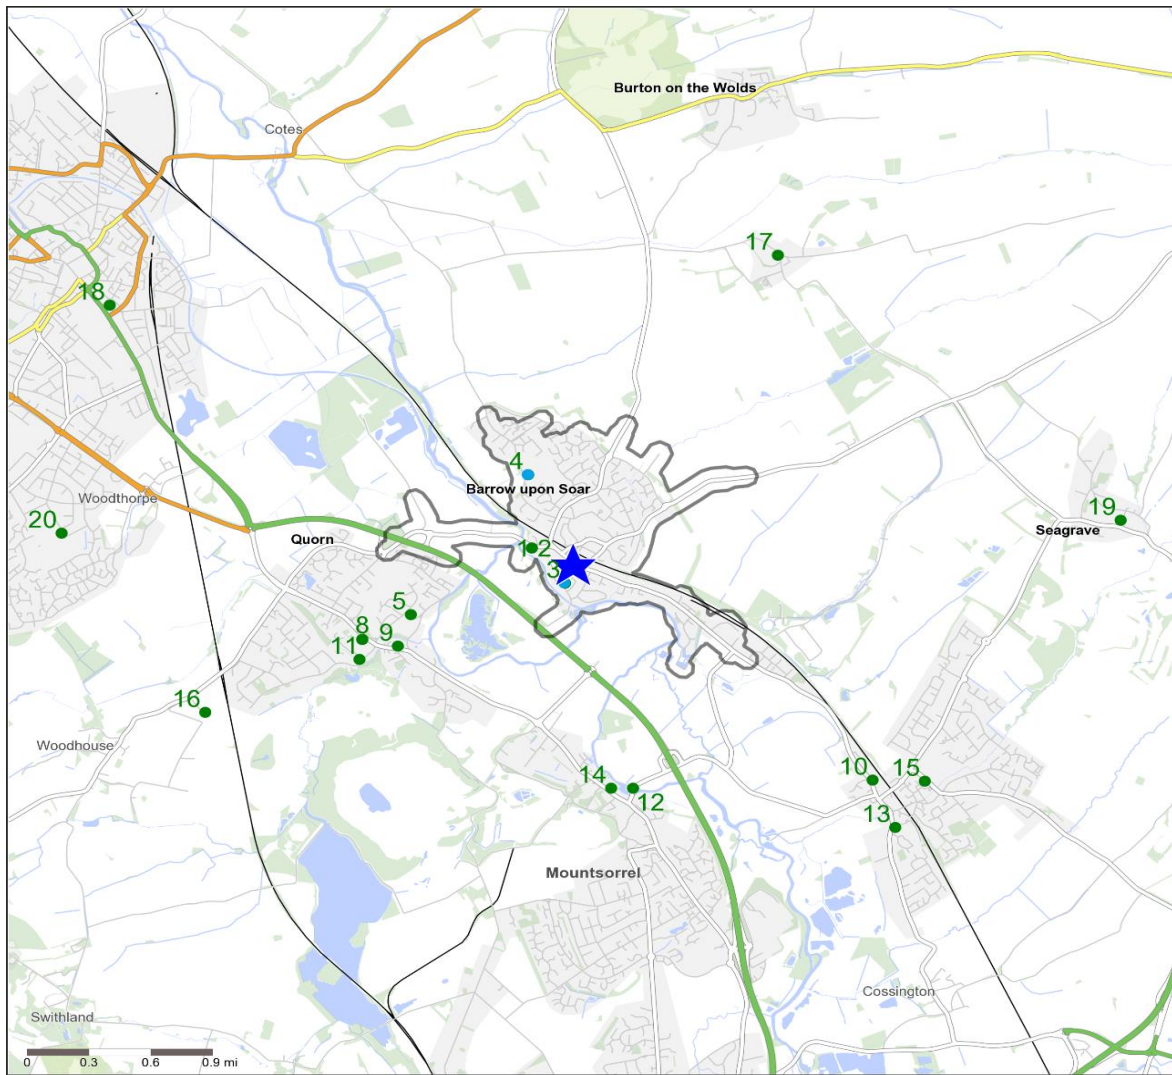 Burton on the Wolds
Cotes
17
18
4
Barrow upon Soar
Woodthorpe
20
19
Seagrave
Quorn
1
2
3
5
8
9
11
16
Woodhouse
14
12
10
15
13
Mountsorrel
Cossington
Swithland
0 0.3 0.6 0.9 mi